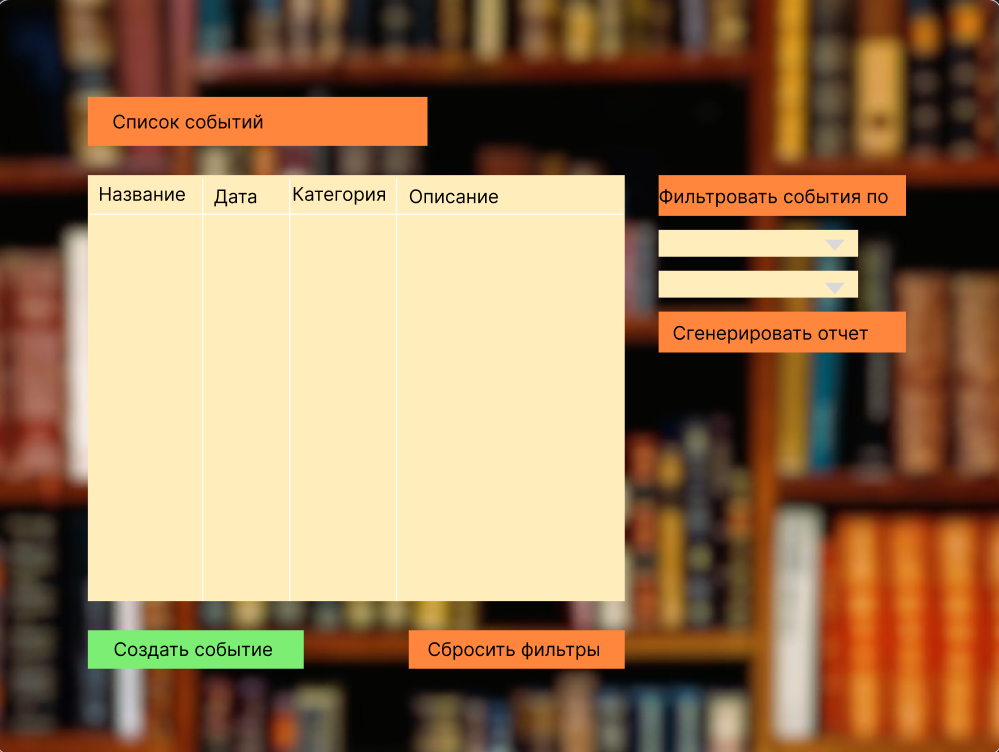 Список событий
Название Дата Категория Описание
Фильтровать события по
Сгенерировать отчет
Создать событие
Сбросить фильтры